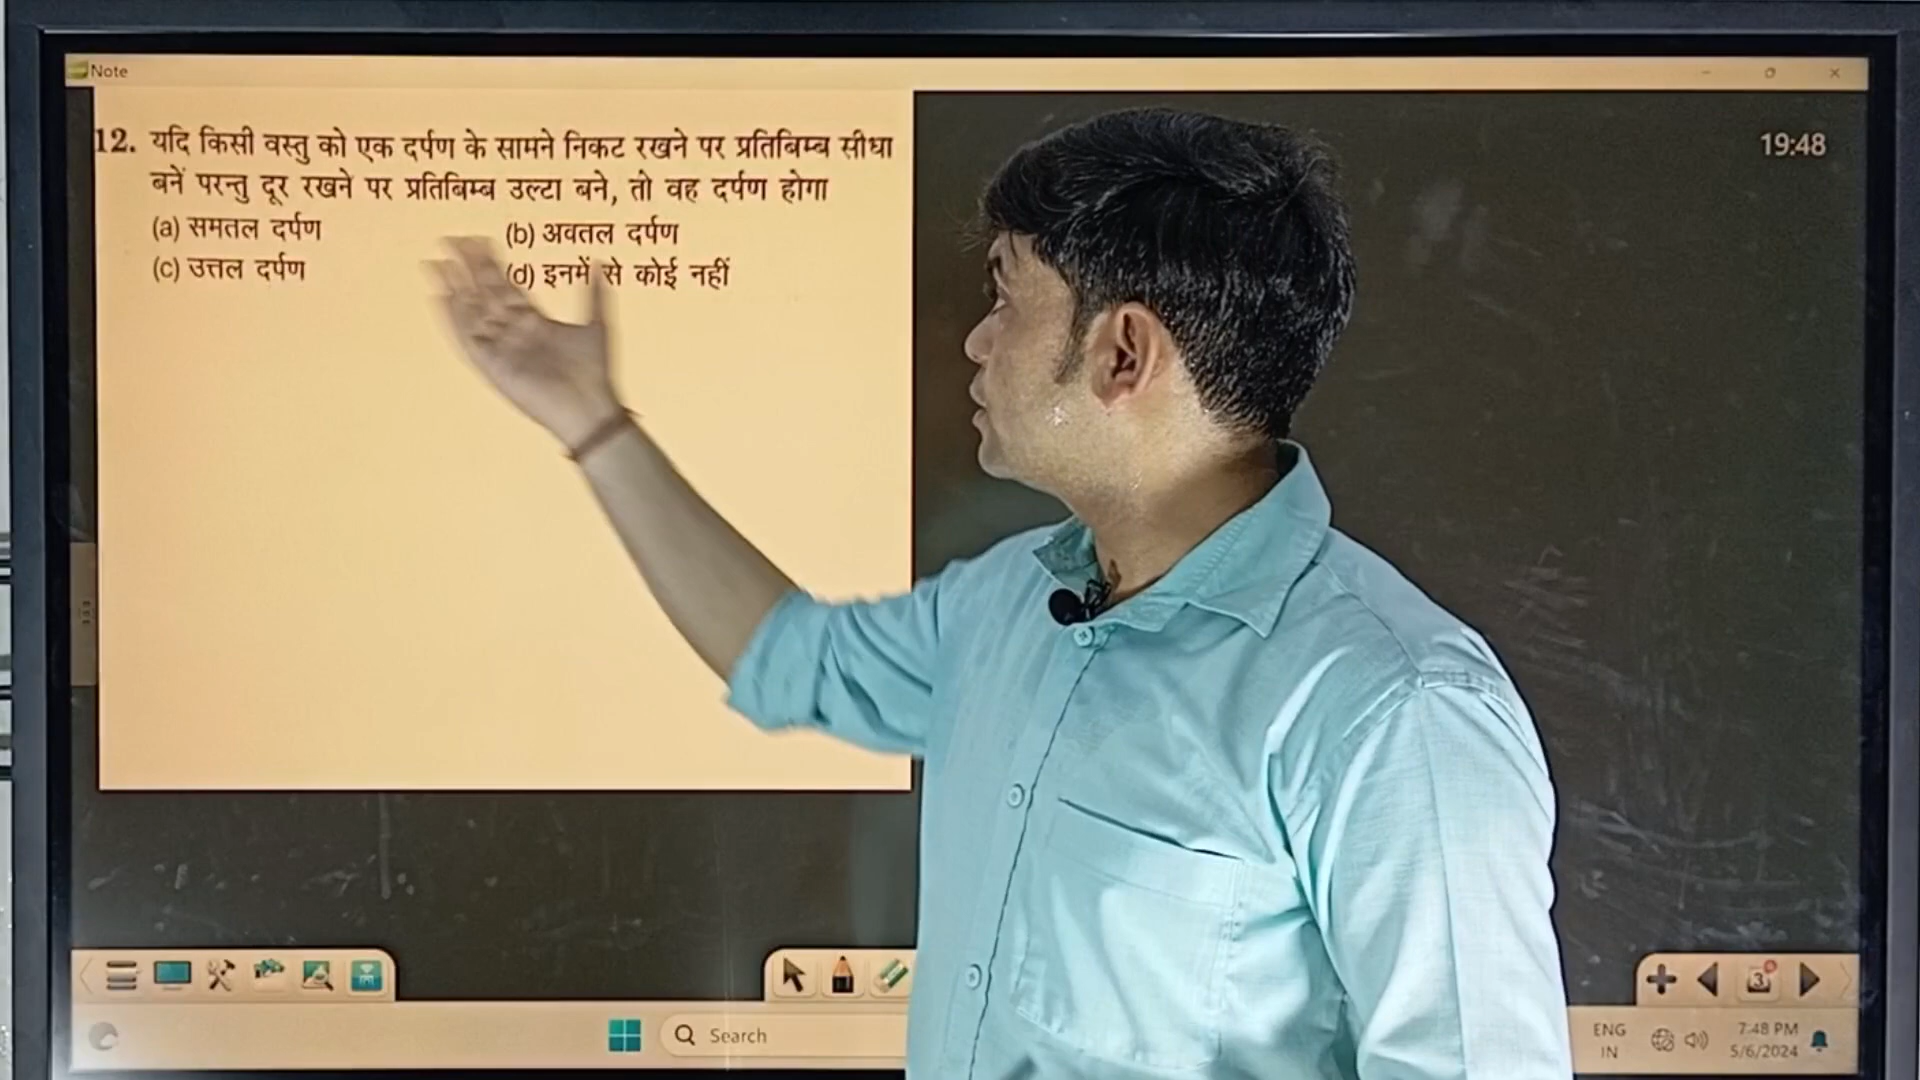 Note
12. यदि किसी वस्तु को एक दर्पण के सामने निकट रखने पर प्रतिबिम्ब सीधा
बनें परन्तु दूर रखने पर प्रतिबिम्ब उल्टा बने, तो वह दर्पण होगा
(a) समतल दर्पण (b) अवतल दर्पण
(c) उत्तल दर्पण (d) इनमें से कोई नहीं
19:48
3
Search
ENG
IN
7:48 PM
5/6/2024